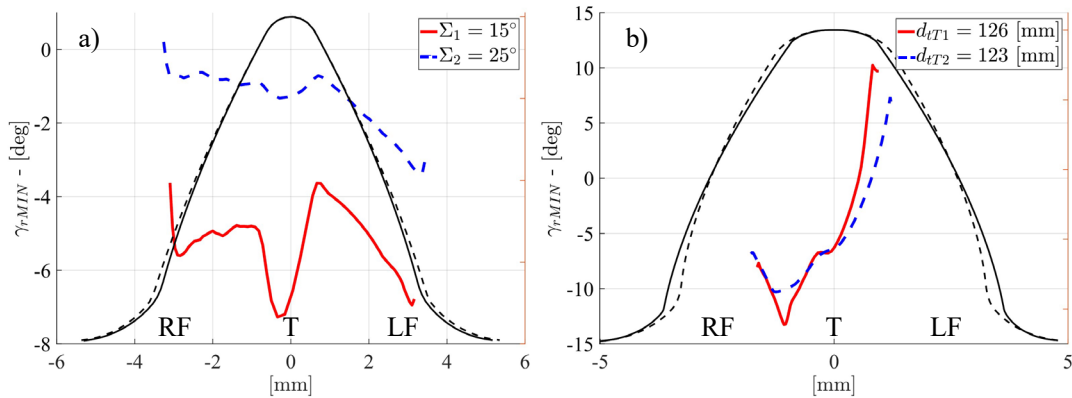 a)
Σ₁ = 15°
Σ₂ = 25°
0
-2
-4
-6
-8
γrMIN - [deg]
RF T LF
-6 -4 -2 0 2 4 6
[mm]
b)
dtT1 = 126 [mm]
dtT2 = 123 [mm]
15
10
5
0
-5
-10
-15
γrMIN - [deg]
RF T LF
-5 0 5
[mm]